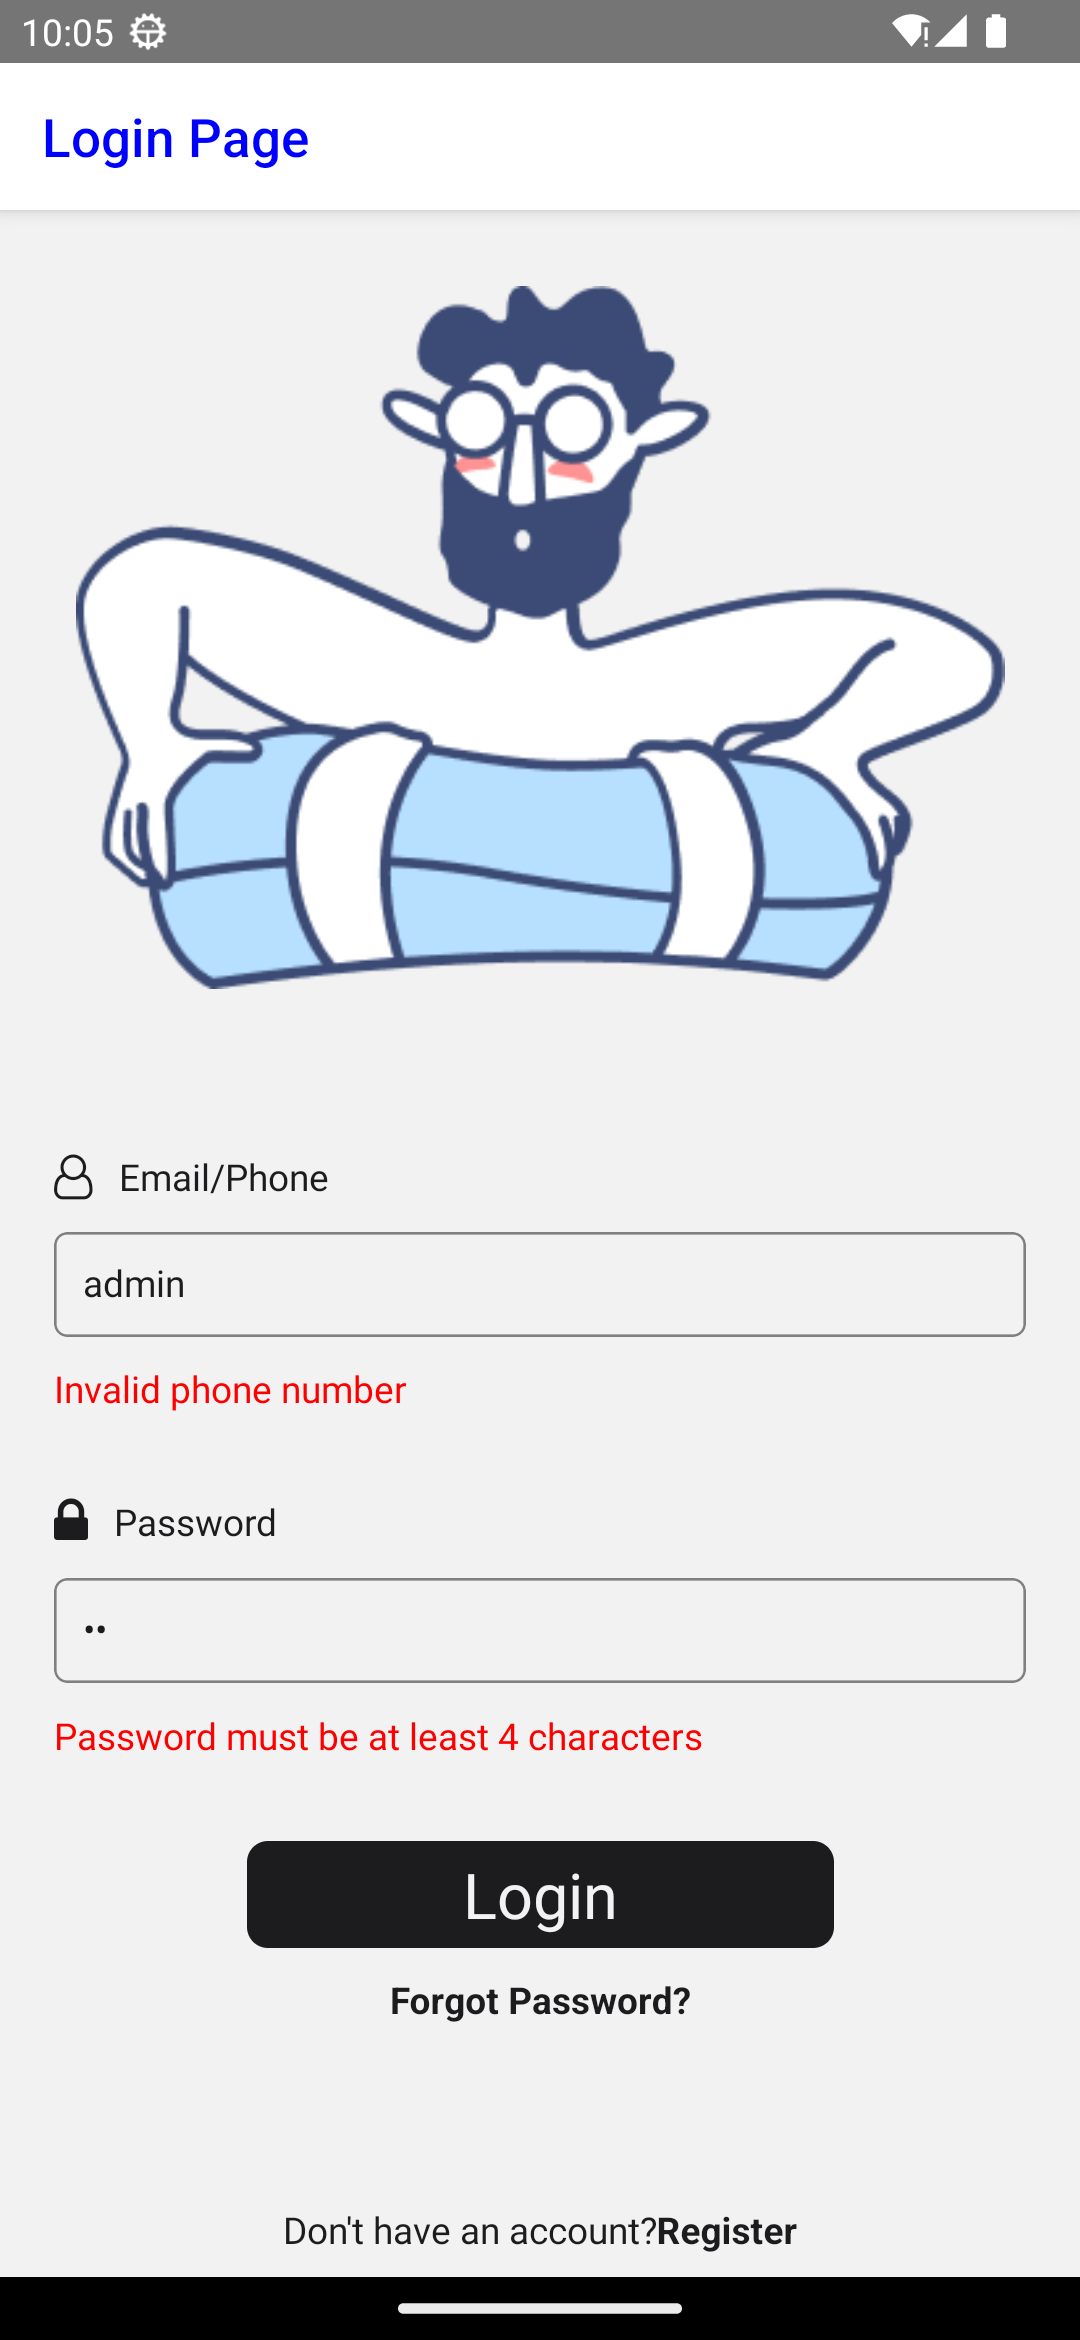 10:05
Login Page
Email/Phone
admin
Invalid phone number
Password
••
Password must be at least 4 characters
Login
Forgot Password?
Don't have an account?Register